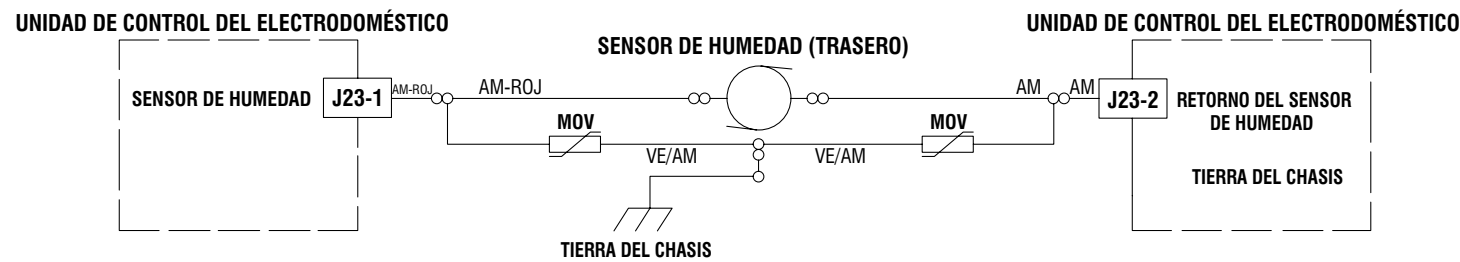 UNIDAD DE CONTROL DEL ELECTRODOMÉSTICO
UNIDAD DE CONTROL DEL ELECTRODOMÉSTICO
SENSOR DE HUMEDAD (TRASERO)
SENSOR DE HUMEDAD
J23-1
AM-ROJ
AM-ROJ
AM
AM
J23-2
RETORNO DEL SENSOR
DE HUMEDAD
MOV
MOV
VE/AM
VE/AM
TIERRA DEL CHASIS
TIERRA DEL CHASIS